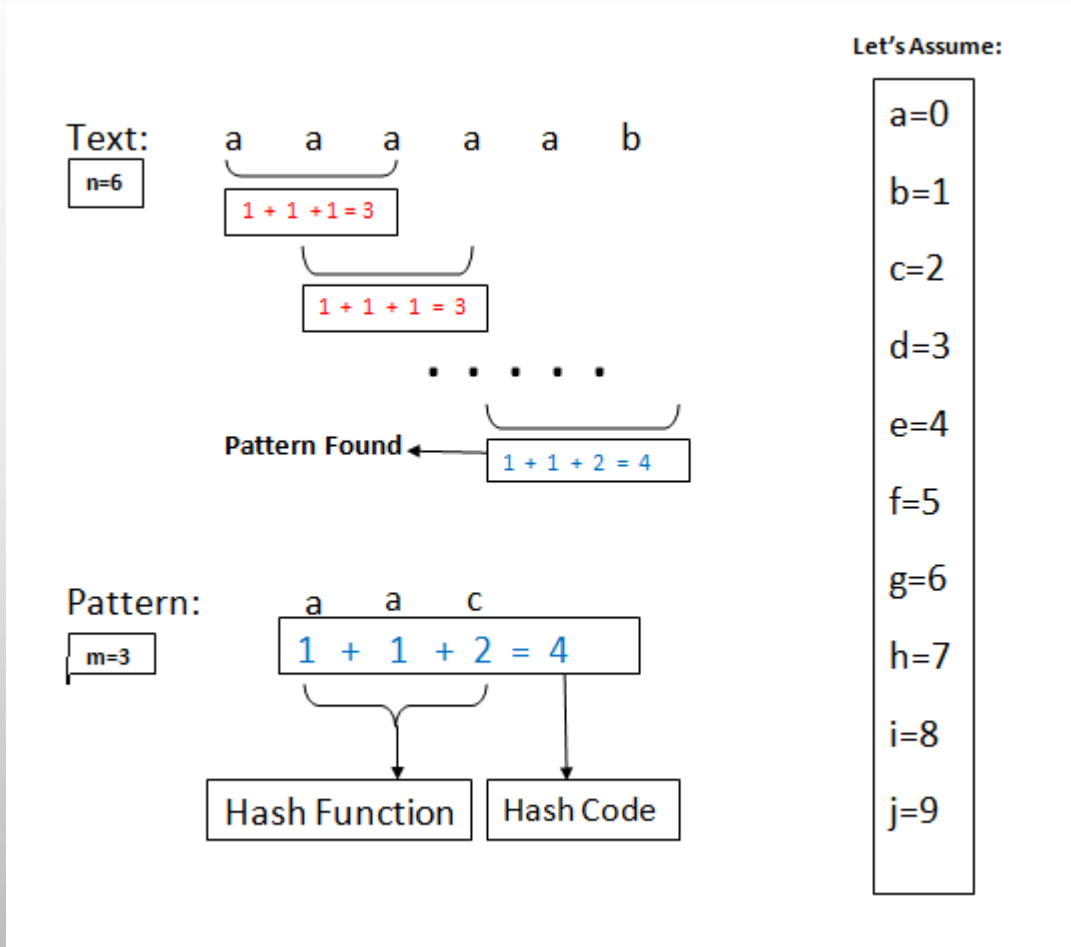 Let's Assume:
Text: a a a a a b
n=6
1 + 1 +1 = 3
1 + 1 + 1 = 3
. . . . .
Pattern Found
1 + 1 + 2 = 4
Pattern: a a c
m=3
1 + 1 + 2 = 4
Hash Function
Hash Code
a=0
b=1
c=2
d=3
e=4
f=5
g=6
h=7
i=8
j=9